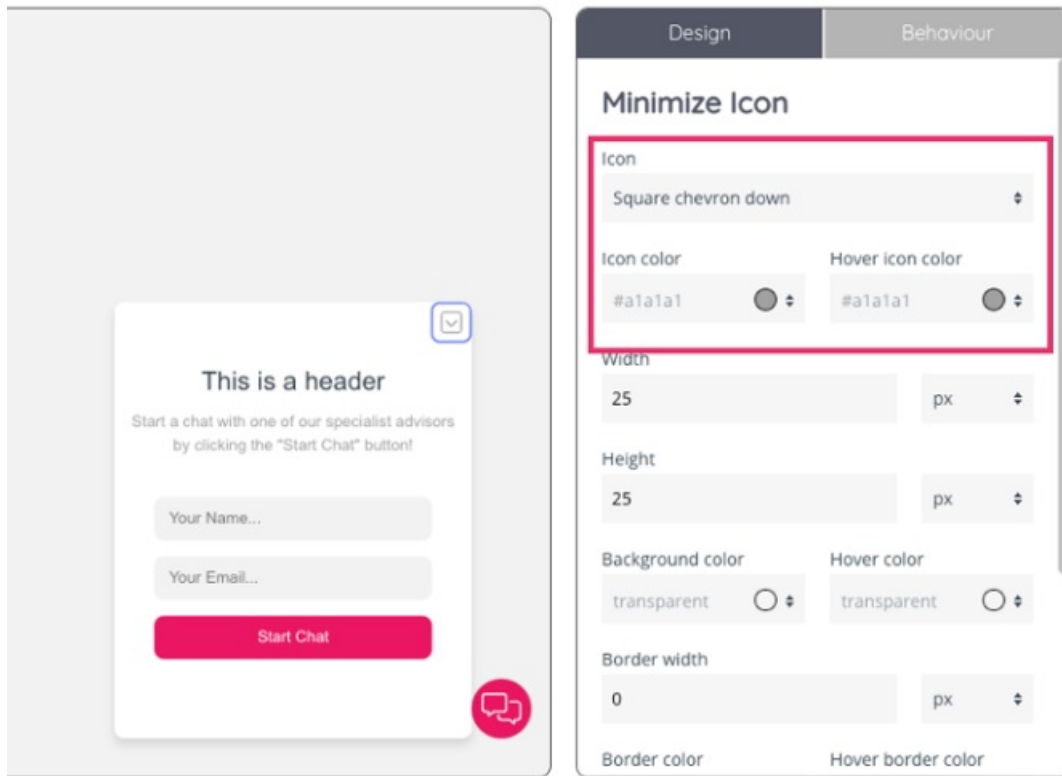 This is a header
Start a chat with one of our specialist advisors
by clicking the "Start Chat" button!
Your Name...
Your Email...
Start Chat
Design
Behaviour
Minimize Icon
Icon
Square chevron down
Icon color
Hover icon color
#a1a1a1
#a1a1a1
Width
25
px
Height
25
px
Background color
Hover color
transparent
transparent
Border width
0
px
Border color
Hover border color